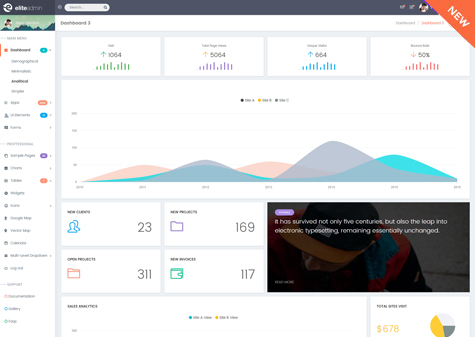 eliteadmin
Search...
NEW
Dashboard 3
Dashboard / Dashboard 3
MAIN MENU
Dashboard
Demographical
Minimalistic
Analitical
Simpler
Apps
UI Elements
Forms
PROFESSIONAL
Sample Pages
Charts
Tables
Widgets
Icons
Google Map
Vector Map
Calendar
Multi-Level Dropdown
Log out
SUPPORT
Documentation
Gallery
Faqs
Visit
1064
Total Page Views
5064
Unique Visitor
664
Bounce Rate
50%
Site A
Site B
Site C
200
150
100
50
0
2010
2011
2012
2013
2014
2015
2016
NEW CLIENTS
23
NEW PROJECTS
169
OPEN PROJECTS
311
NEW INVOICES
117
It has survived not only five centuries, but also the leap into
electronic typesetting, remaining essentially unchanged.
READ MORE
SALES ANALYTICS
Site A View
Site B View
TOTAL SITES VISIT
$678